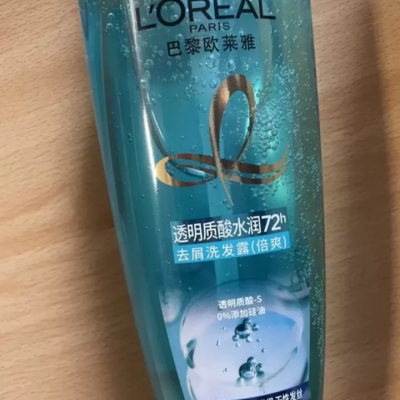 L'ORÉAL
PARIS
巴黎欧莱雅
透明质酸水润72h
去屑洗发露(倍爽)
透明质酸-S
0%添加硅油